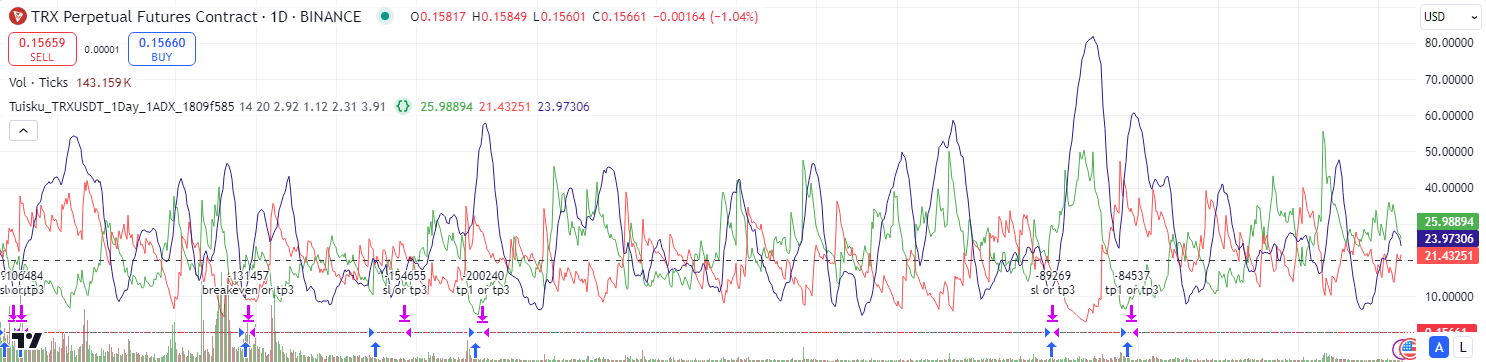 TRX Perpetual Futures Contract · 1D · BINANCE O0.15817 H0.15849 L0.15601 C0.15661 −0.00164 (−1.04%)
USD
0.15659 SELL
0.00001
0.15660 BUY
80.00000
Vol · Ticks 143.159K
70.00000
Tuisku_TRXUSDT_1Day_1ADX_1809f585 14 20 2.92 1.12 2.31 3.91 {} 25.98894 21.43251 23.97306
60.00000
50.00000
40.00000
25.98894
23.97306
21.43251
-131457
breakeven or tp3
-154655
sl or tp3
-200240
tp1 or tp3
-89269
sl or tp3
-84537
tp1 or tp3
10.00000
A
L